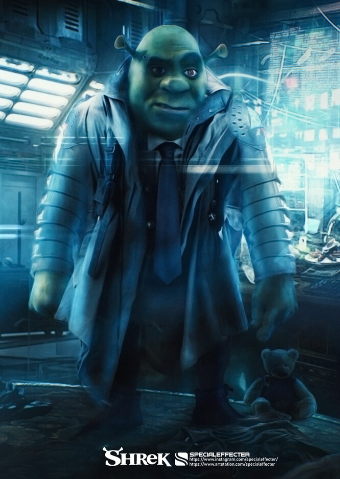 SHREK
SPECIALEFFECTER
https://www.instagram.com/specialeffecter/
https://www.artstation.com/specialeffecter